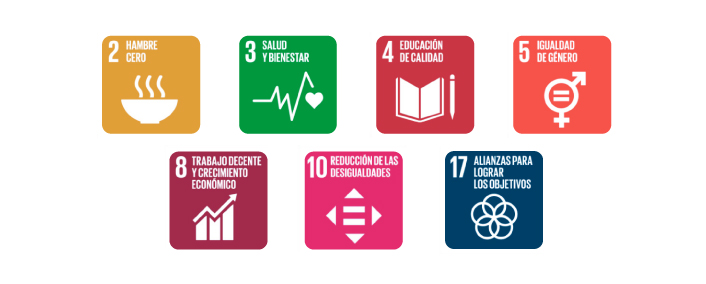 2 HAMBRE
CERO
3 SALUD
Y BIENESTAR
4 EDUCACIÓN
DE CALIDAD
5 IGUALDAD
DE GÉNERO
8 TRABAJO DECENTE
Y CRECIMIENTO
ECONÓMICO
10 REDUCCIÓN DE LAS
DESIGUALDADES
17 ALIANZAS PARA
LOGRAR
LOS OBJETIVOS